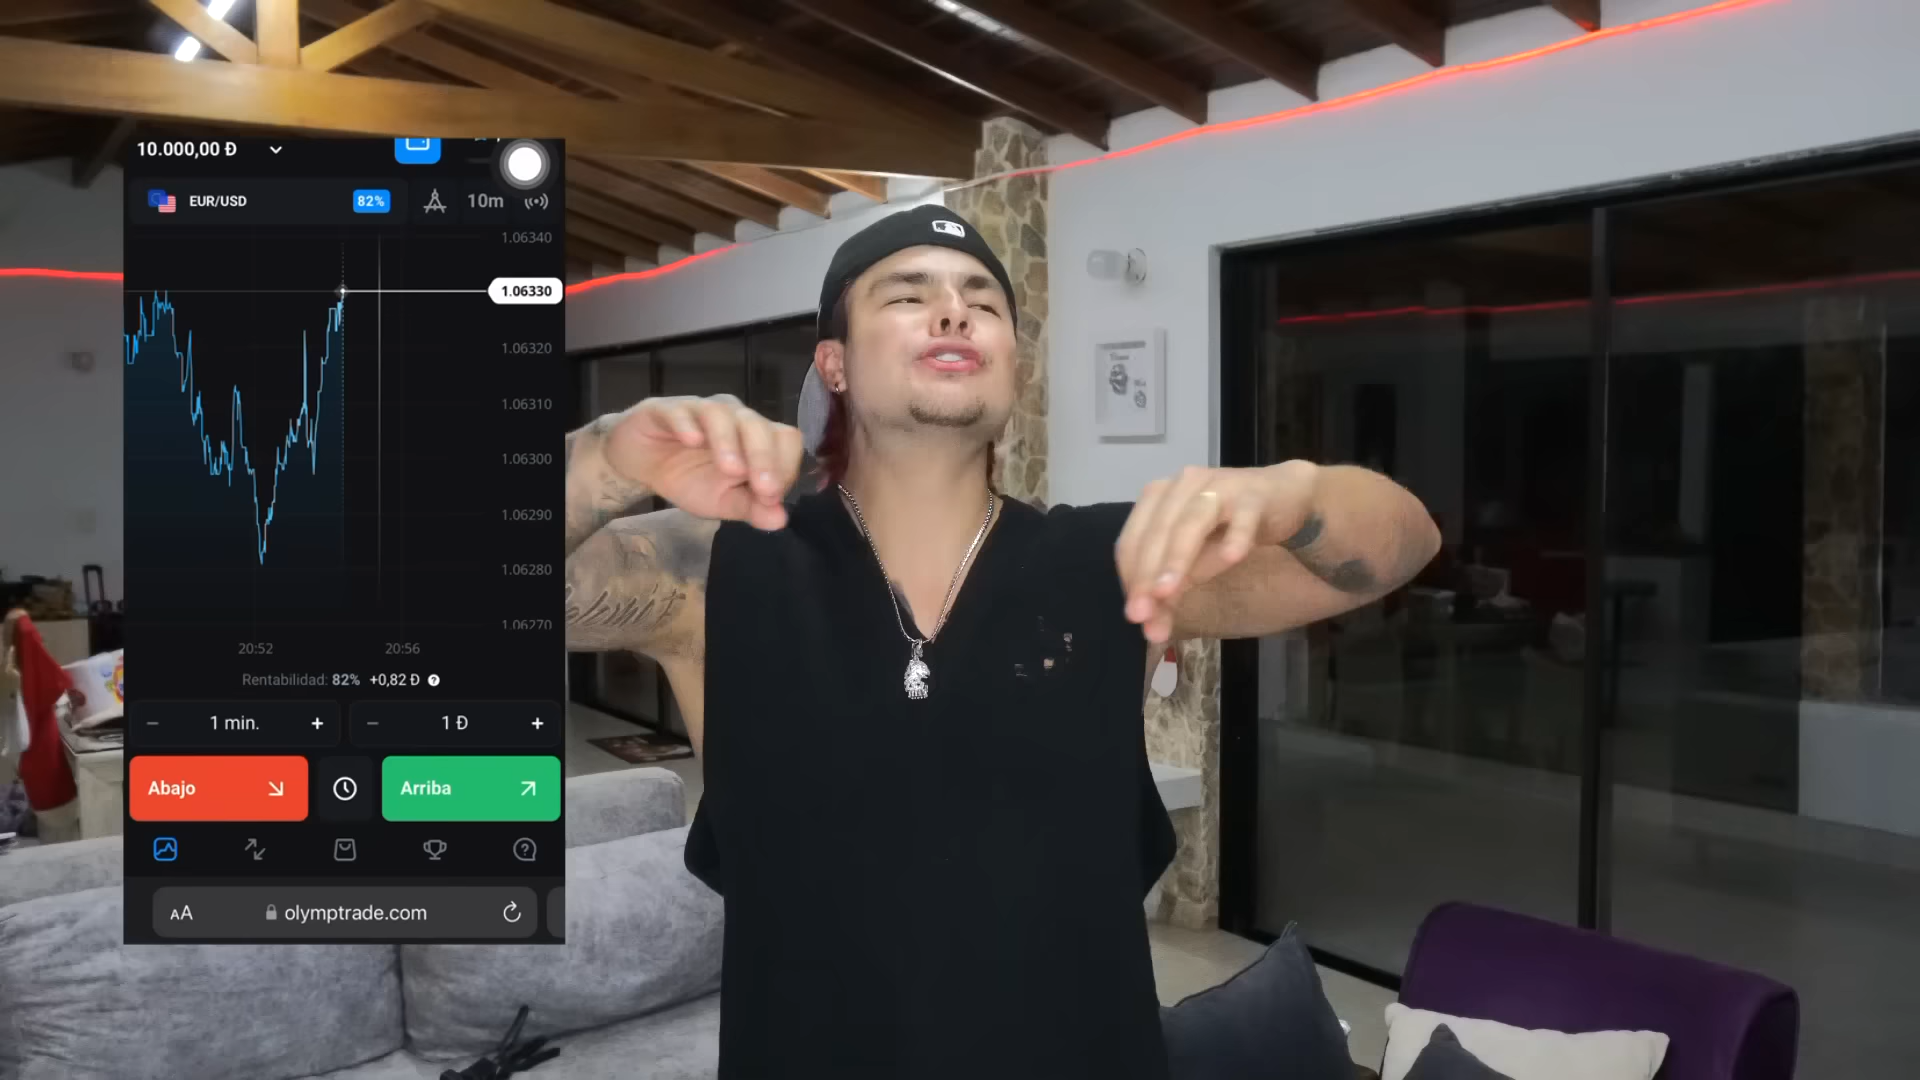 10.000,00 Đ
EUR/USD
82%
10m
1.06340
1.06330
1.06320
1.06310
1.06300
1.06290
1.06280
1.06270
20:52
20:56
Rentabilidad: 82% +0,82 Đ ?
− 1 min. +
− 1 Đ +
Abajo
Arriba
AA
olymptrade.com